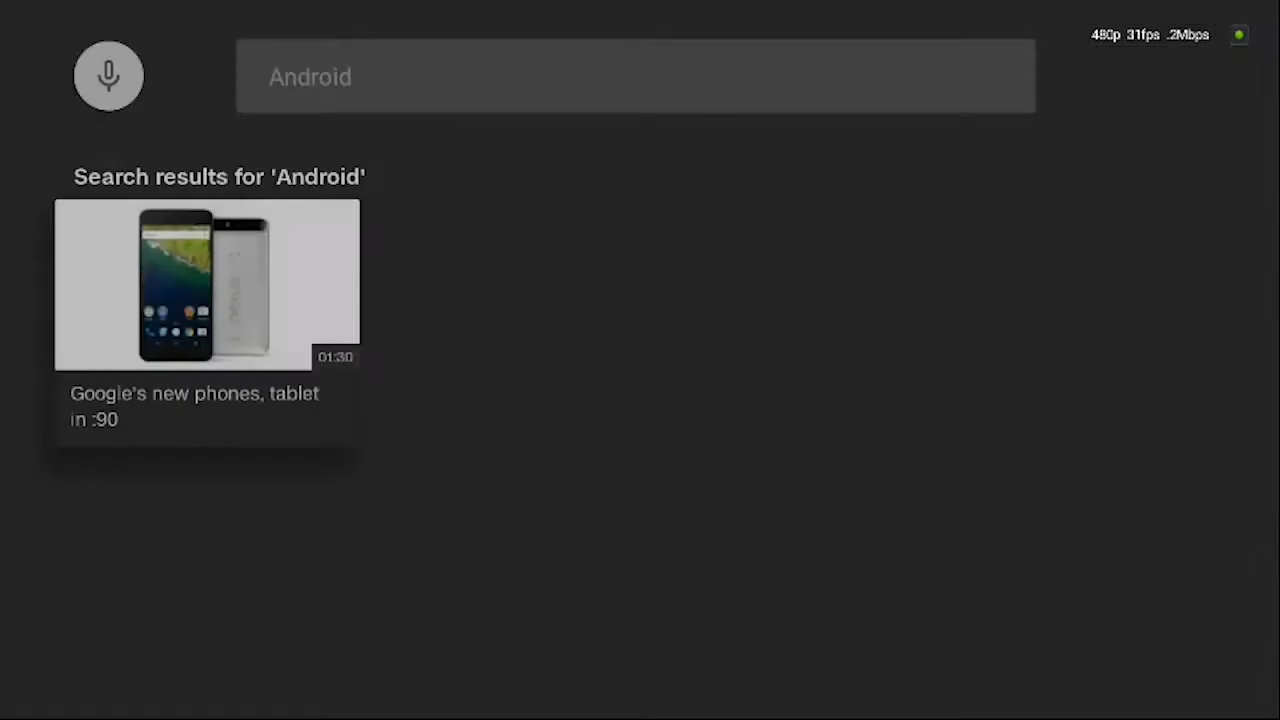 480p 31fps .2Mbps
Android
Search results for 'Android'
01:30
Google's new phones, tablet
in :90